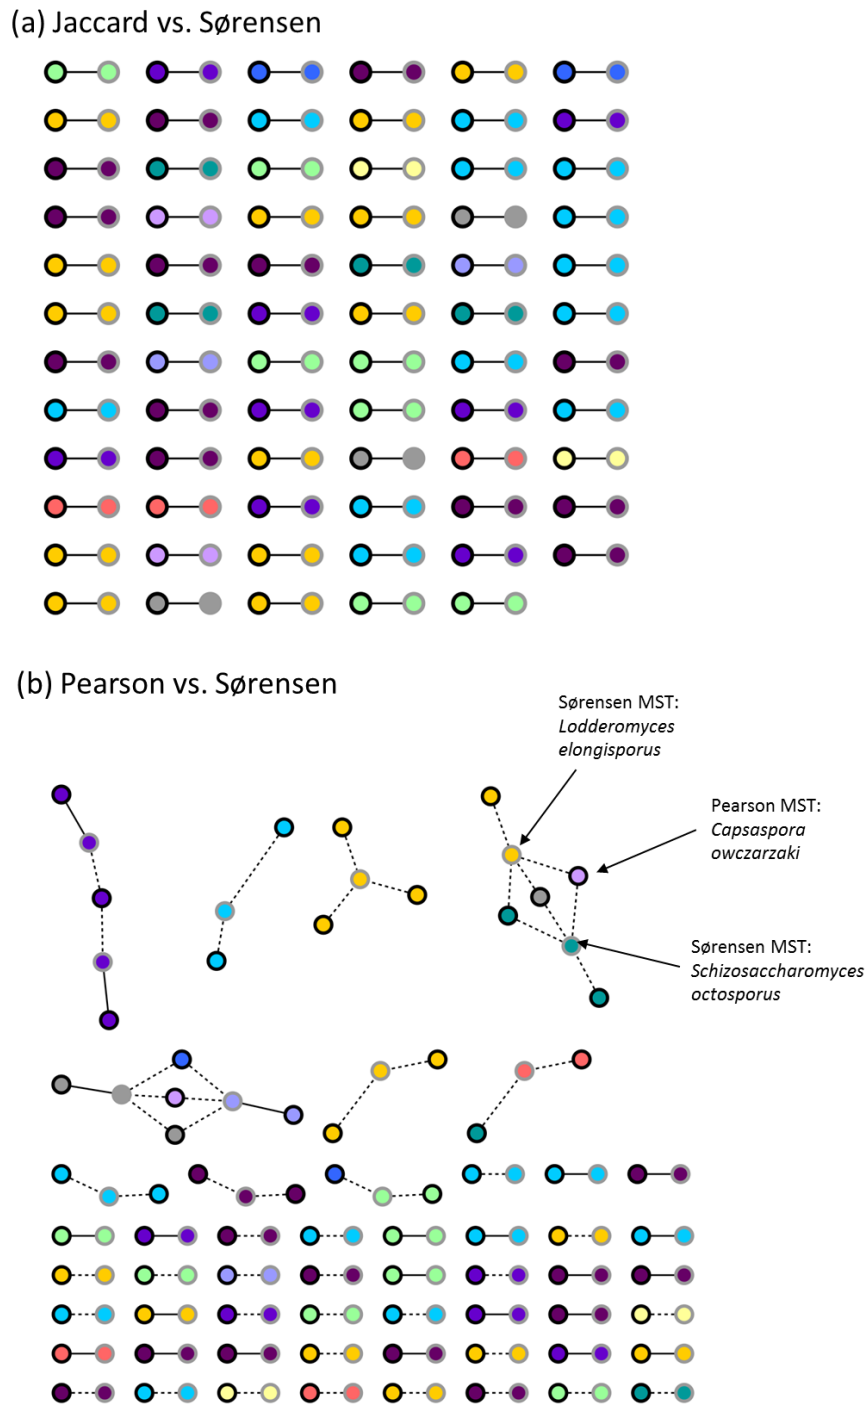 (a) Jaccard vs. Sørensen
(b) Pearson vs. Sørensen
Sørensen MST:
Lodderomyces
elongisporus
Pearson MST:
Capsaspora
owczarzaki
Sørensen MST:
Schizosaccharomyces
octosporus